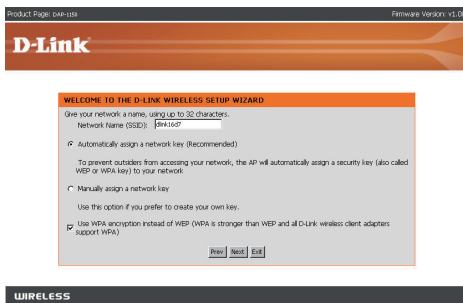 Product Page: DAP-1150 Firmware Version: v1.0
D-Link
WELCOME TO THE D-LINK WIRELESS SETUP WIZARD
Give your network a name, using up to 32 characters.
Network Name (SSID): dlink16d7
Automatically assign a network key (Recommended)
To prevent outsiders from accessing your network, the AP will automatically assign a security key (also called
WEP or WPA key) to your network
Manually assign a network key
Use this option if you prefer to create your own key.
Use WPA encryption instead of WEP (WPA is stronger than WEP and all D-Link wireless client adapters
support WPA)
Prev Next Exit
WIRELESS